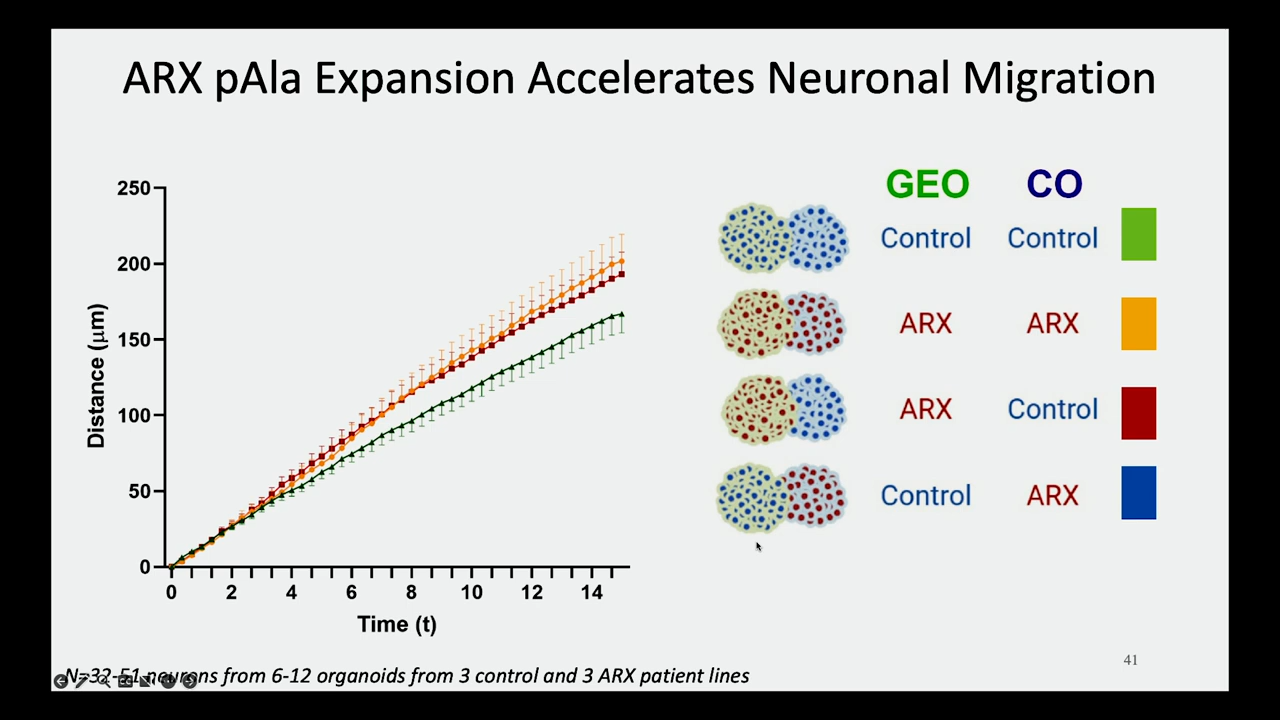 ARX pAla Expansion Accelerates Neuronal Migration
250
200
150
100
50
0
Distance (µm)
0 2 4 6 8 10 12 14
Time (t)
GEO CO
Control Control
ARX ARX
ARX Control
Control ARX
N=32-51 neurons from 6-12 organoids from 3 control and 3 ARX patient lines
41